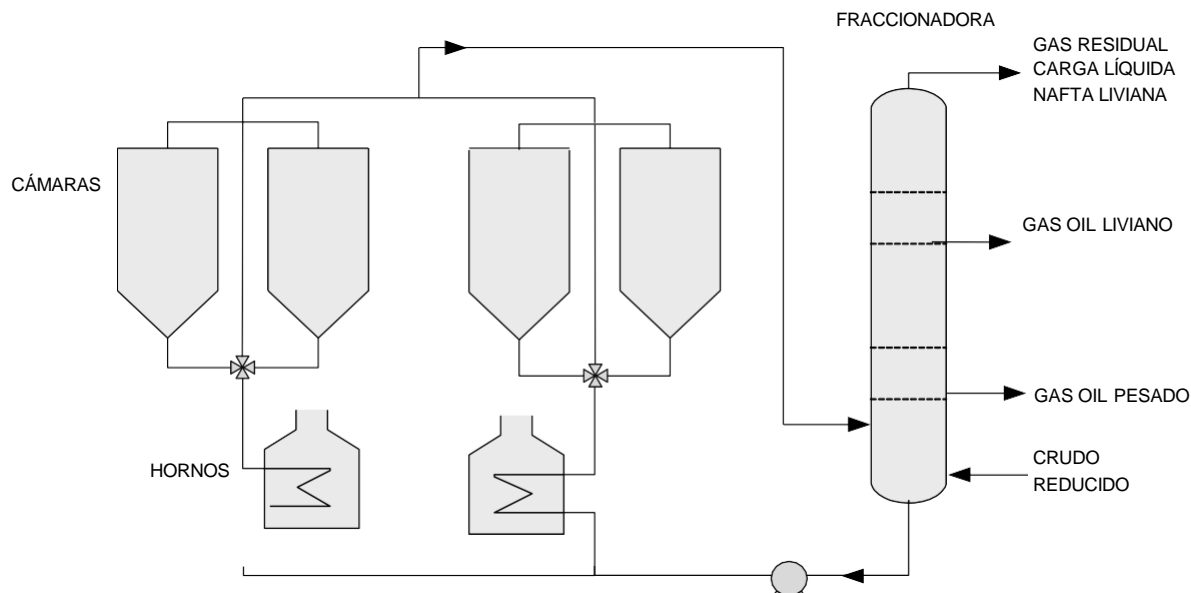 FRACCIONADORA
GAS RESIDUAL
CARGA LÍQUIDA
NAFTA LIVIANA
CÁMARAS
GAS OIL LIVIANO
GAS OIL PESADO
HORNOS
CRUDO
REDUCIDO